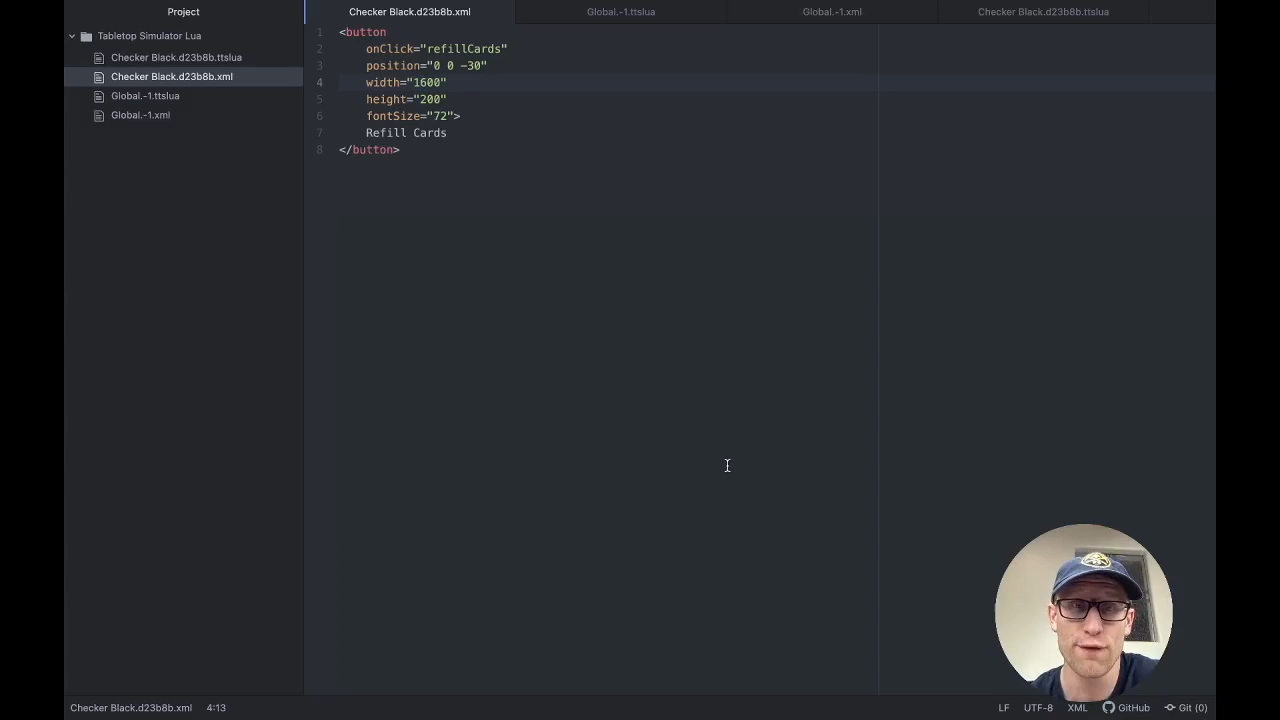 Project
Tabletop Simulator Lua
Checker Black.d23b8b.ttslua
Checker Black.d23b8b.xml
Global.-1.ttslua
Global.-1.xml
Checker Black.d23b8b.xml
Global.-1.ttslua
Global.-1.xml
Checker Black.d23b8b.ttslua
1 <button
2 onClick="refillCards"
3 position="0 0 -30"
4 width="1600"
5 height="200"
6 fontSize="72">
7 Refill Cards
8 </button>
Checker Black.d23b8b.xml 4:13
LF UTF-8 XML GitHub Git (0)